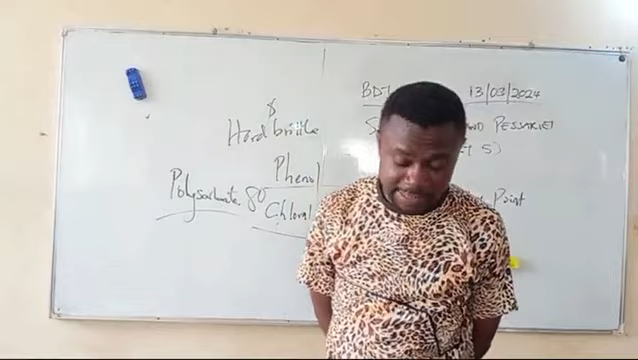 Hard & brittle
Phenol
Polysorbate 80
Chloral
BDT 13/03/2024
PESSARIES
5)
Point